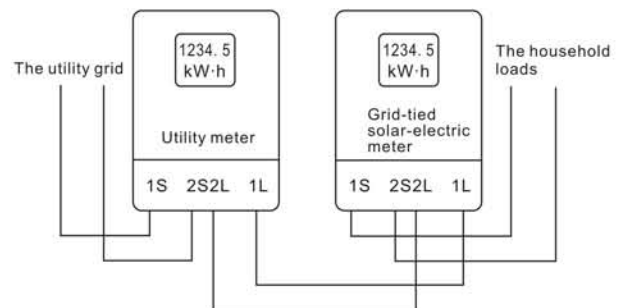 The utility grid
1234. 5
kW·h
Utility meter
1S 2S2L 1L
1234. 5
kW·h
Grid-tied
solar-electric
meter
1S 2S2L 1L
The household
loads